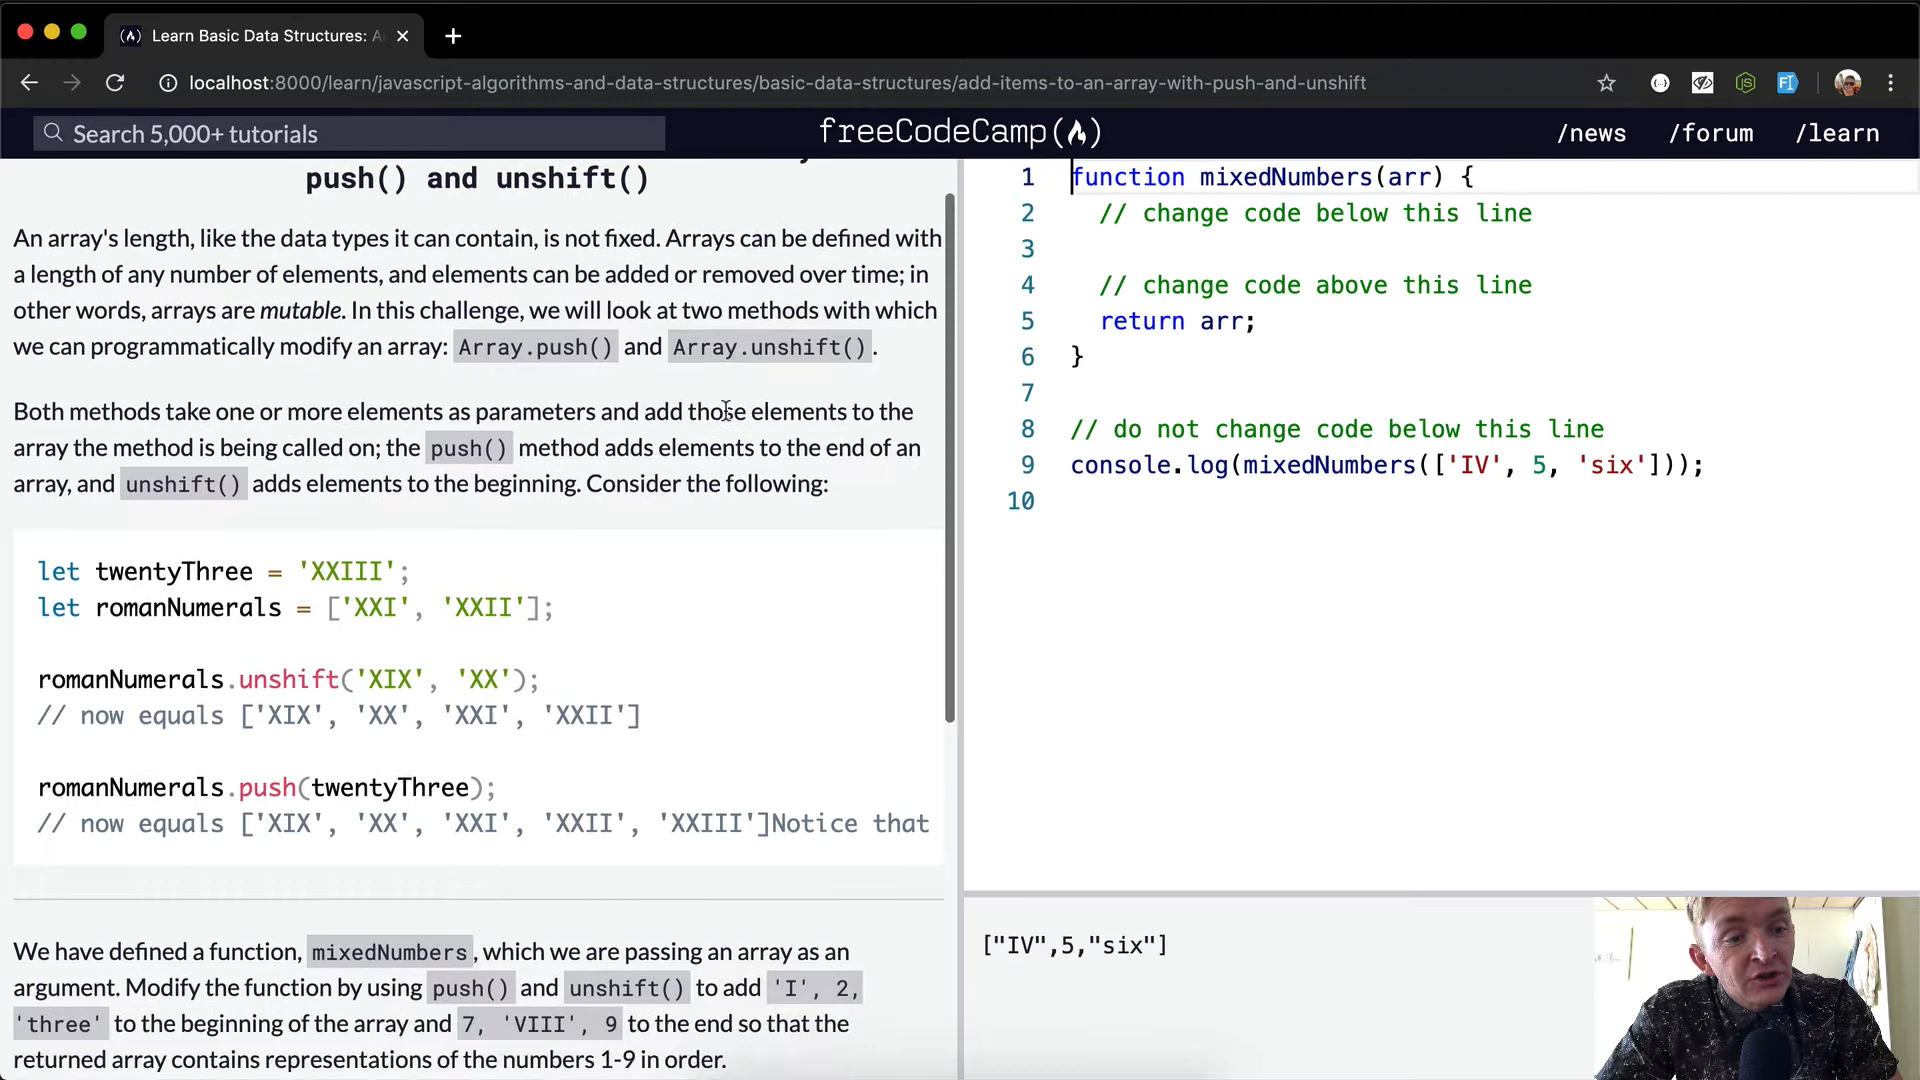 Learn Basic Data Structures: A
localhost:8000/learn/javascript-algorithms-and-data-structures/basic-data-structures/add-items-to-an-array-with-push-and-unshift
Search 5,000+ tutorials
freeCodeCamp
/news /forum /learn
push() and unshift()
An array's length, like the data types it can contain, is not fixed. Arrays can be defined with
a length of any number of elements, and elements can be added or removed over time; in
other words, arrays are mutable. In this challenge, we will look at two methods with which
we can programmatically modify an array: Array.push() and Array.unshift().
Both methods take one or more elements as parameters and add those elements to the
array the method is being called on; the push() method adds elements to the end of an
array, and unshift() adds elements to the beginning. Consider the following:
let twentyThree = 'XXIII';
let romanNumerals = ['XXI', 'XXII'];
romanNumerals.unshift('XIX', 'XX');
// now equals ['XIX', 'XX', 'XXI', 'XXII']
romanNumerals.push(twentyThree);
// now equals ['XIX', 'XX', 'XXI', 'XXII', 'XXIII']Notice that
We have defined a function, mixedNumbers, which we are passing an array as an
argument. Modify the function by using push() and unshift() to add 'I', 2,
'three' to the beginning of the array and 7, 'VIII', 9 to the end so that the
returned array contains representations of the numbers 1-9 in order.
1 function mixedNumbers(arr) {
2 // change code below this line
3
4 // change code above this line
5 return arr;
6 }
7
8 // do not change code below this line
9 console.log(mixedNumbers(['IV', 5, 'six']));
10
["IV",5,"six"]